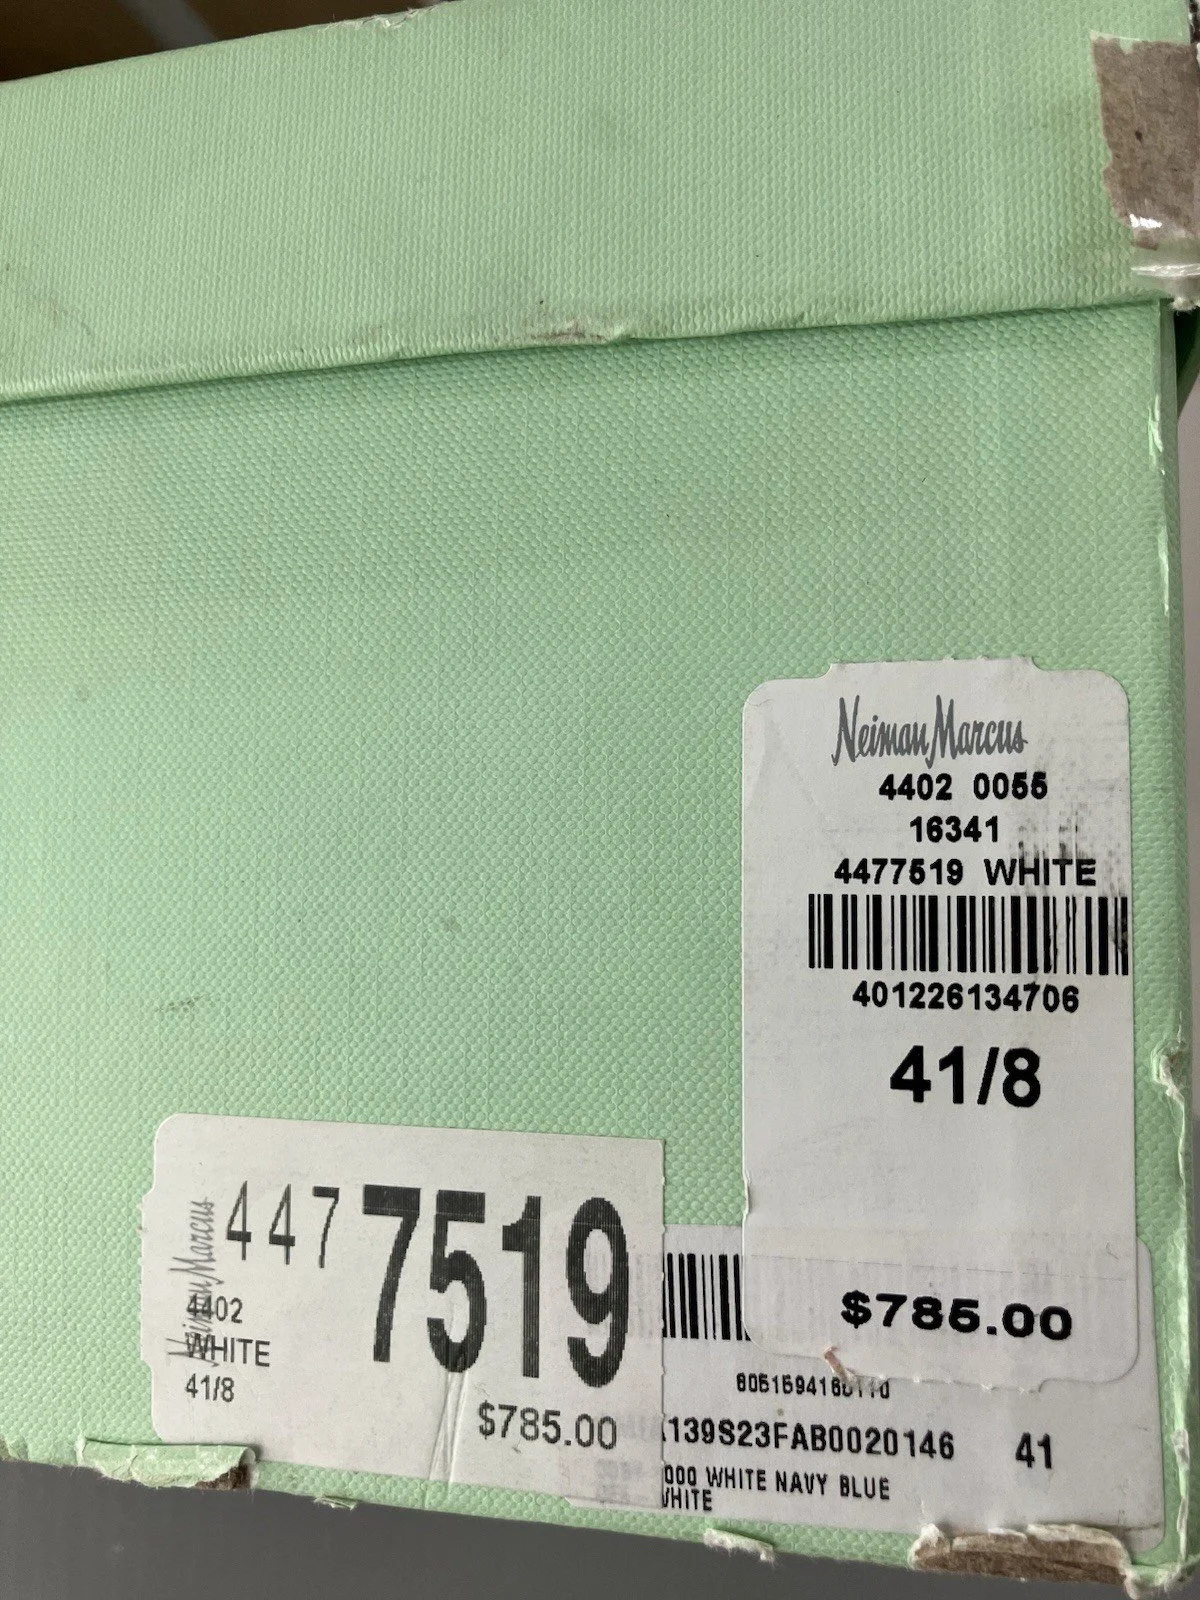 Neiman Marcus
4402 0055
16341
4477519 WHITE
401226134706
41/8
$785.00
Neiman Marcus
447 7519
4402
WHITE
41/8
$785.00
139S23FAB0020146 41
000 WHITE NAVY BLUE
WHITE